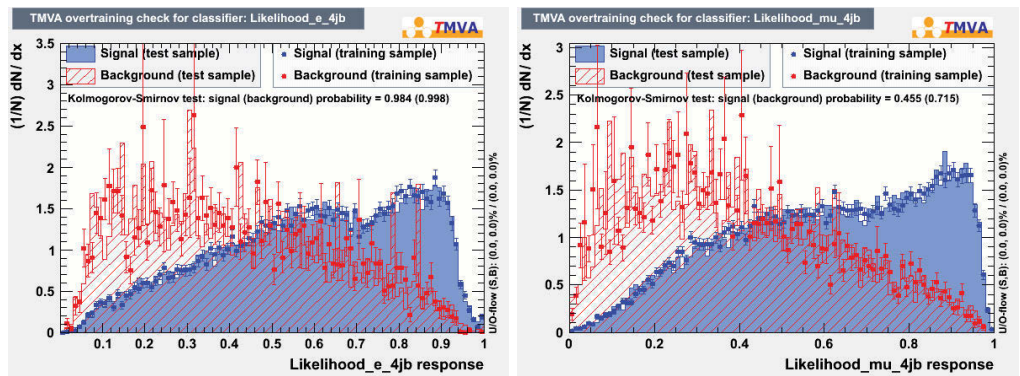 TMVA overtraining check for classifier: Likelihood_e_4jb
TMVA
Signal (test sample)
Background (test sample)
Signal (training sample)
Background (training sample)
Kolmogorov-Smirnov test: signal (background) probability = 0.984 (0.998)
(1/N) dN/ dx
3.5
3
2.5
2
1.5
1
0.5
0
0.1 0.2 0.3 0.4 0.5 0.6 0.7 0.8 0.9 1
Likelihood_e_4jb response
U/O-flow (S,B): (0.0, 0.0)% / (0.0, 0.0)%
TMVA overtraining check for classifier: Likelihood_mu_4jb
TMVA
Signal (test sample)
Background (test sample)
Signal (training sample)
Background (training sample)
Kolmogorov-Smirnov test: signal (background) probability = 0.455 (0.715)
(1/N) dN/ dx
3
2.5
2
1.5
1
0.5
0
0 0.2 0.4 0.6 0.8 1
Likelihood_mu_4jb response
U/O-flow (S,B): (0.0, 0.0)% / (0.0, 0.0)%